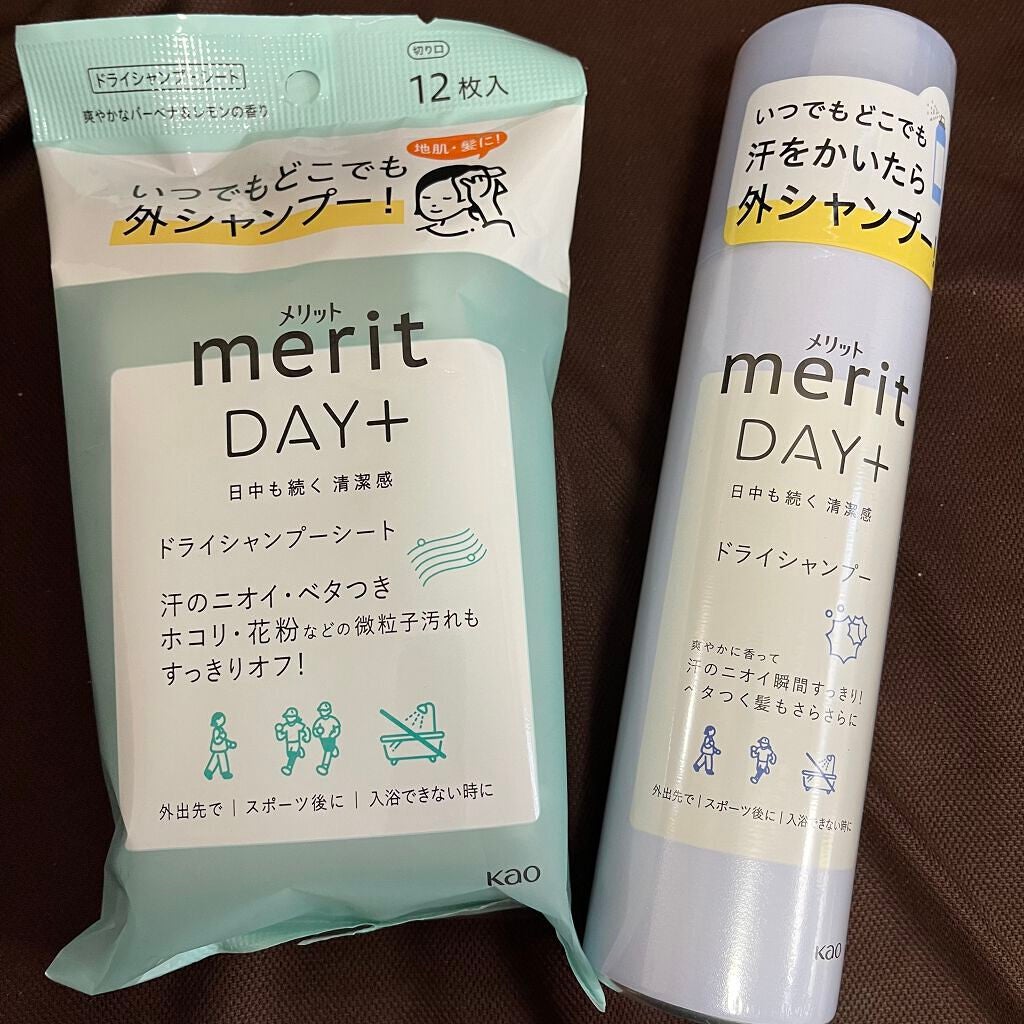 切り口
ドライシャンプーシート
12枚入
爽やかなバーベナ&レモンの香り
地肌・髪に!
いつでもどこでも
外シャンプー!
メリット
merit
DAY+
日中も続く 清潔感
ドライシャンプーシート
汗のニオイ・ベタつき
ホコリ・花粉などの微粒子汚れも
すっきりオフ!
外出先で | スポーツ後に | 入浴できない時に
Kao
いつでもどこでも
汗をかいたら
外シャンプー!
メリット
merit
DAY+
日中も続く 清潔感
ドライシャンプー
爽やかに香って
汗のニオイ瞬間すっきり!
ベタつく髪もさらさらに
外出先で | スポーツ後に | 入浴できない時に
Kao